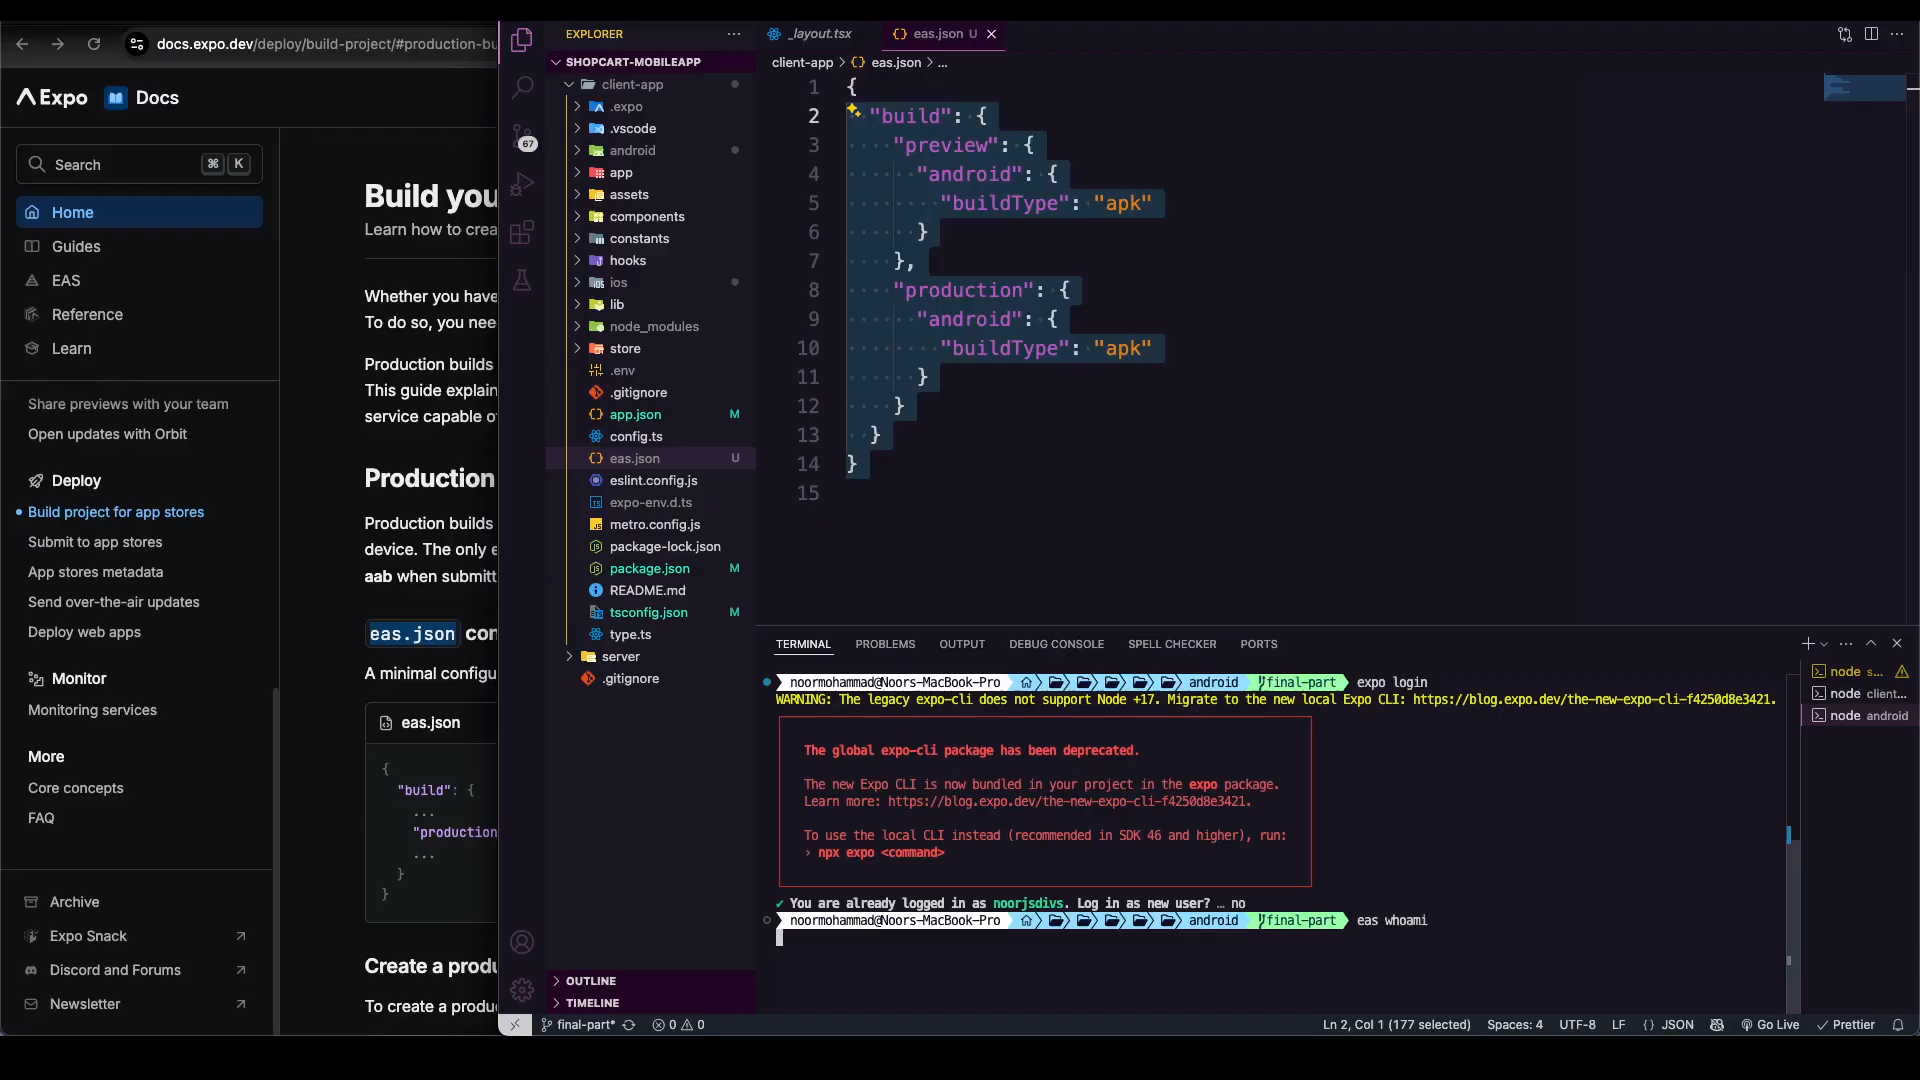 docs.expo.dev/deploy/build-project/#production-bu
Expo Docs
Search ⌘ K
Home
Guides
EAS
Reference
Learn
Share previews with your team
Open updates with Orbit
Deploy
Build project for app stores
Submit to app stores
App stores metadata
Send over-the-air updates
Deploy web apps
Monitor
Monitoring services
More
Core concepts
FAQ
Archive
Expo Snack
Discord and Forums
Newsletter
Build you
Learn how to crea
Whether you have
To do so, you nee
Production builds
This guide explain
service capable o
Production
Production builds
device. The only e
aab when submitt
eas.json con
A minimal configu
eas.json
{
"build": {
...
"production
...
}
}
Create a produ
To create a produc
67
EXPLORER
SHOPCART-MOBILEAPP
client-app
.expo
.vscode
android
app
assets
components
constants
hooks
ios
lib
node_modules
store
.env
.gitignore
app.json M
config.ts
eas.json U
eslint.config.js
expo-env.d.ts
metro.config.js
package-lock.json
package.json M
README.md
tsconfig.json M
type.ts
server
.gitignore
OUTLINE
TIMELINE
_layout.tsx
{} eas.json U
client-app > {} eas.json > ...
1 {
2 "build": {
3 "preview": {
4 "android": {
5 "buildType": "apk"
6 }
7 },
8 "production": {
9 "android": {
10 "buildType": "apk"
11 }
12 }
13 }
14 }
15
TERMINAL PROBLEMS OUTPUT DEBUG CONSOLE SPELL CHECKER PORTS
noormohammad@Noors-MacBook-Pro android final-part expo login
WARNING: The legacy expo-cli does not support Node +17. Migrate to the new local Expo CLI: https://blog.expo.dev/the-new-expo-cli-f4250d8e3421.
The global expo-cli package has been deprecated.
The new Expo CLI is now bundled in your project in the expo package.
Learn more: https://blog.expo.dev/the-new-expo-cli-f4250d8e3421.
To use the local CLI instead (recommended in SDK 46 and higher), run:
› npx expo <command>
✔ You are already logged in as noorjsdivs. Log in as new user? … no
noormohammad@Noors-MacBook-Pro android final-part eas whoami
node s...
node client...
node android
final-part* 0 0
Ln 2, Col 1 (177 selected) Spaces: 4 UTF-8 LF {} JSON Go Live Prettier